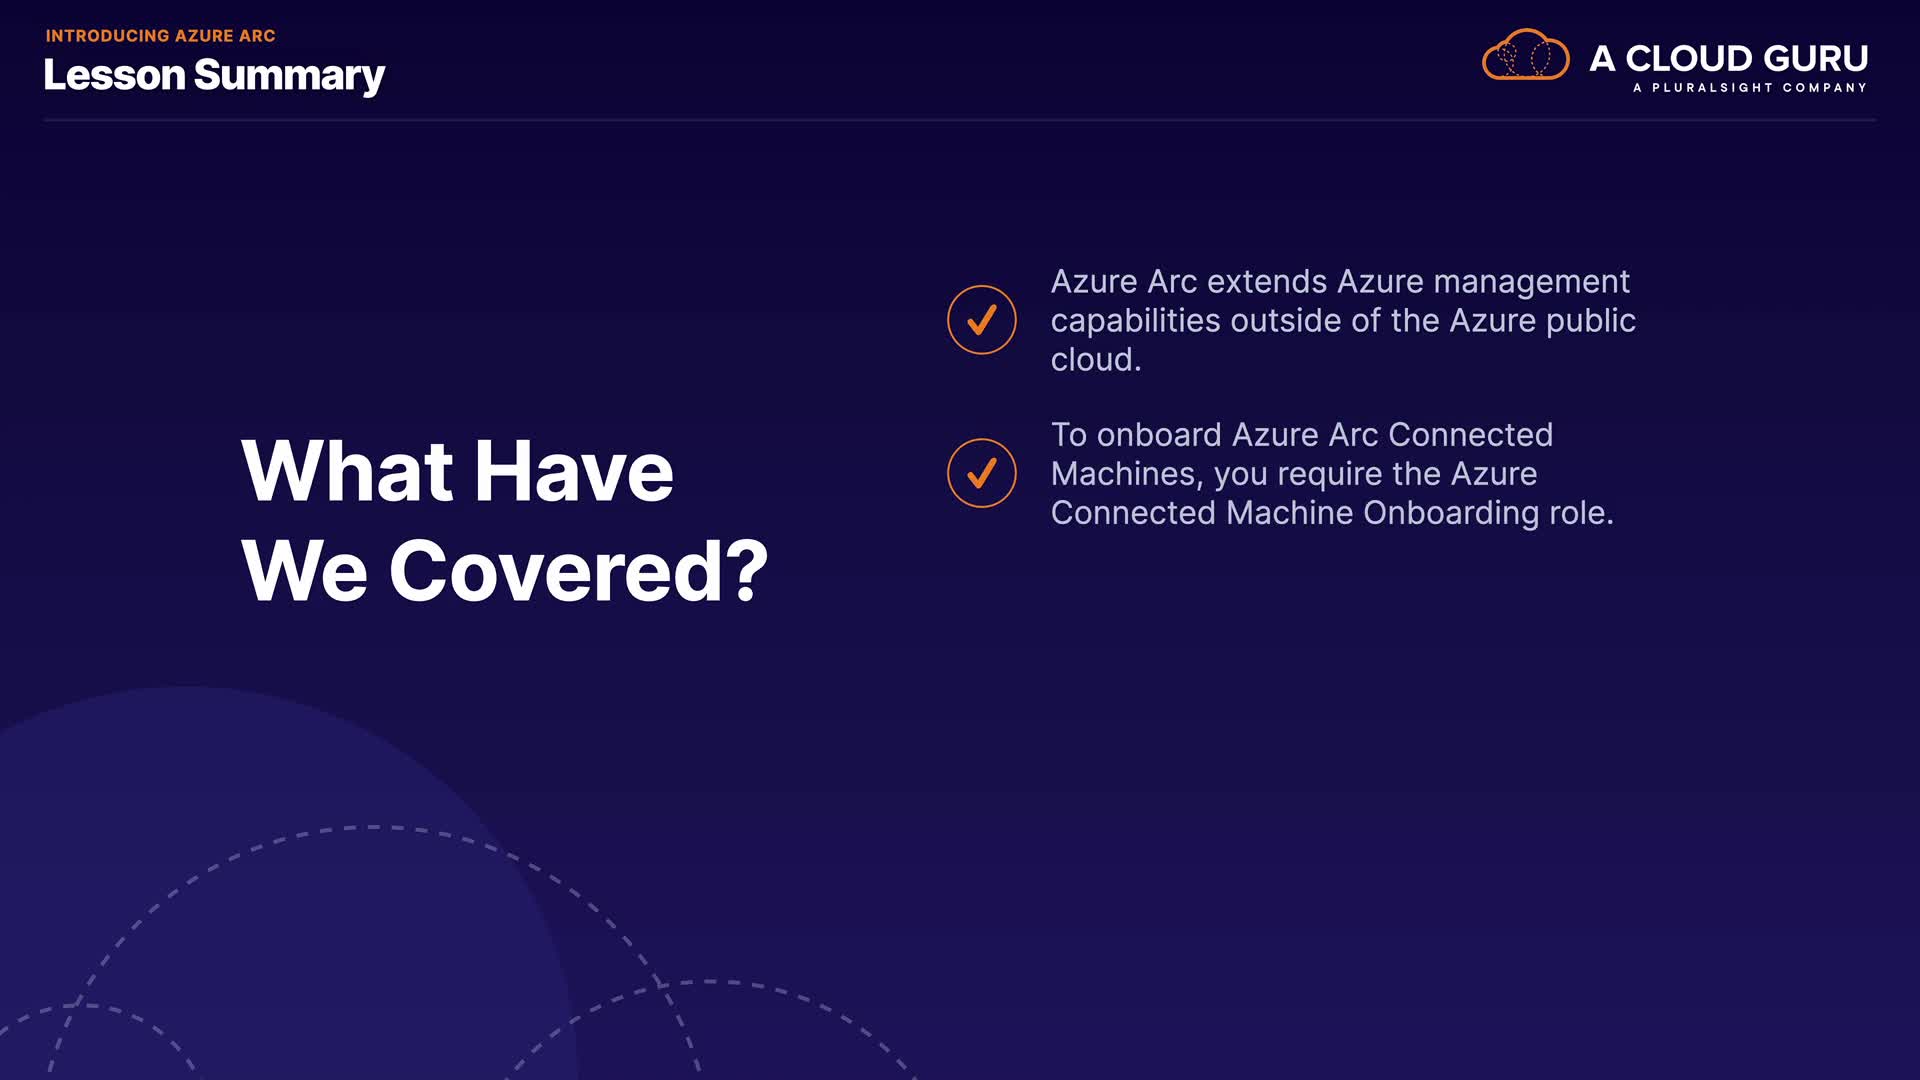 INTRODUCING AZURE ARC
Lesson Summary
A CLOUD GURU
A PLURALSIGHT COMPANY
What Have
We Covered?
Azure Arc extends Azure management
capabilities outside of the Azure public
cloud.
To onboard Azure Arc Connected
Machines, you require the Azure
Connected Machine Onboarding role.